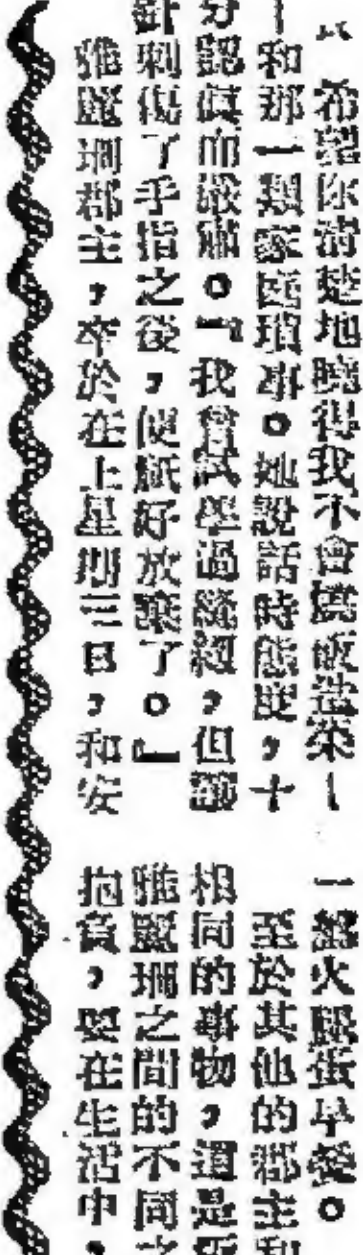 希望你清楚地曉得我不會燒飯造菜—
—和那一類家庭瑣事。她說話時態度，十
分認真而嚴肅。『我嘗試學過縫紉，但
針刺傷了手指之後，便祇好放棄了。』
雅麗珊郡主，卒於在上星期三日，和安
一餐火腿蛋早餐。
至於其他的郡主和
相同的事物，還是
雅麗珊之間的不同
抱負，要在生活中，